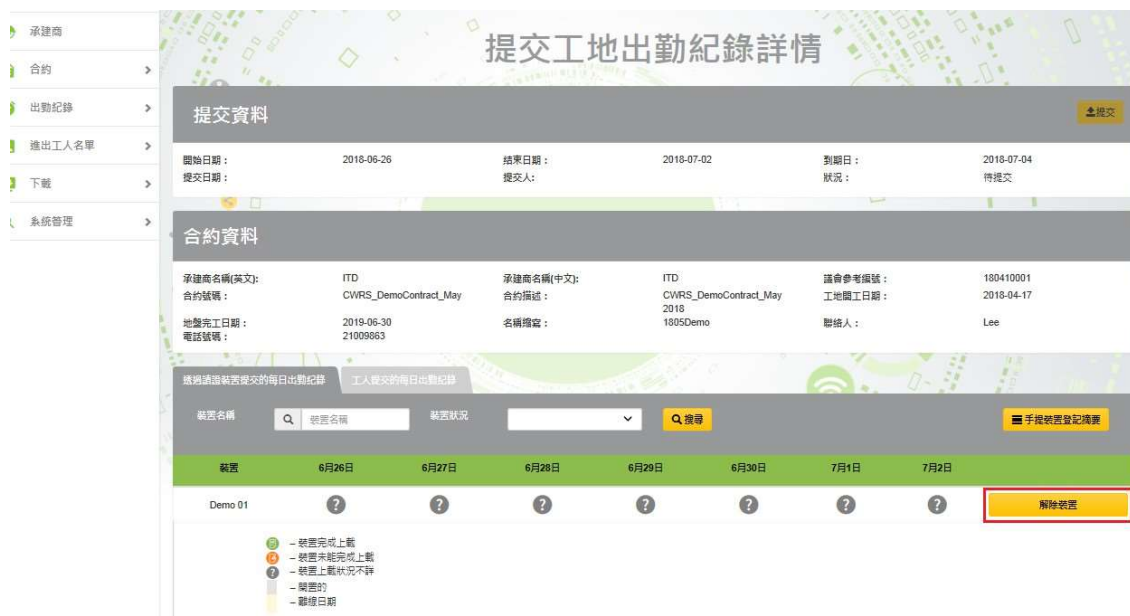 承建商
合約
出勤紀錄
進出工人名單
下載
系統管理
提交工地出勤紀錄詳情
提交資料
提交
開始日期： 2018-06-26 結束日期： 2018-07-02 到期日： 2018-07-04
提交日期： 提交人: 狀況： 待提交
合約資料
承建商名稱(英文): ITD 承建商名稱(中文): ITD 議會參考編號： 180410001
合約號碼： CWRS_DemoContract_May 合約描述： CWRS_DemoContract_May 2018 工地開工日期： 2018-04-17
地盤完工日期： 2019-06-30 名稱縮寫： 1805Demo 聯絡人： Lee
電話號碼： 21009863
透過讀證裝置提交的每日出勤紀錄 工人提交的每日出勤紀錄
裝置名稱 裝置名稱 裝置狀況 搜尋 手提裝置登記摘要
裝置 6月26日 6月27日 6月28日 6月29日 6月30日 7月1日 7月2日
Demo 01 ? ? ? ? ? ? ? 解除裝置
– 裝置完成上載
– 裝置未能完成上載
? – 裝置上載狀況不詳
– 閒置的
– 離線日期